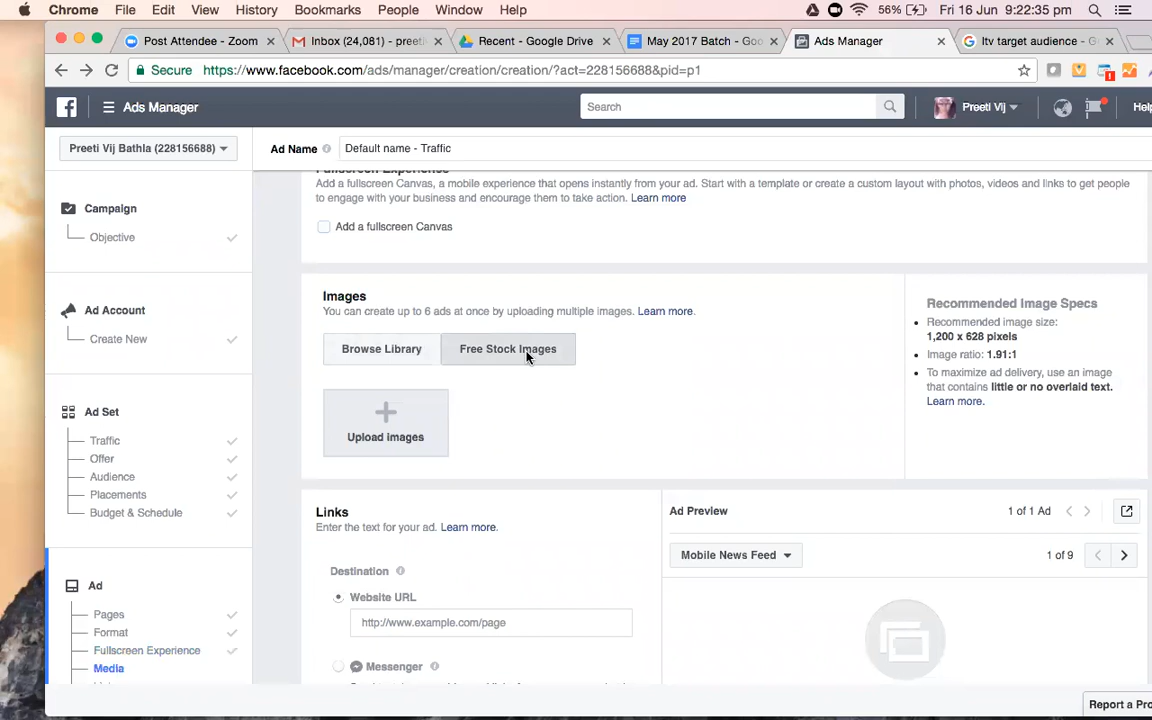 Chrome File Edit View History Bookmarks People Window Help 56% Fri 16 Jun 9:22:35 pm
Post Attendee - Zoom × Inbox (24,081) - preeti × Recent - Google Drive × May 2017 Batch - Goo × Ads Manager × ltv target audience - G ×
Secure https://www.facebook.com/ads/manager/creation/creation/?act=228156688&pid=p1
Ads Manager Search Preeti Vij Help
Preeti Vij Bathla (228156688) Ad Name Default name - Traffic
Fullscreen Experience
Add a fullscreen Canvas, a mobile experience that opens instantly from your ad. Start with a template or create a custom layout with photos, videos and links to get people
to engage with your business and encourage them to take action. Learn more
Add a fullscreen Canvas
Campaign
Objective
Ad Account
Create New
Ad Set
Traffic
Offer
Audience
Placements
Budget & Schedule
Ad
Pages
Format
Fullscreen Experience
Media
Images
You can create up to 6 ads at once by uploading multiple images. Learn more.
Browse Library Free Stock Images
Upload images
Recommended Image Specs
Recommended image size:
1,200 x 628 pixels
Image ratio: 1.91:1
To maximize ad delivery, use an image
that contains little or no overlaid text.
Learn more.
Links
Enter the text for your ad. Learn more.
Destination
Website URL
http://www.example.com/page
Messenger
Ad Preview 1 of 1 Ad
Mobile News Feed 1 of 9
Report a Pro